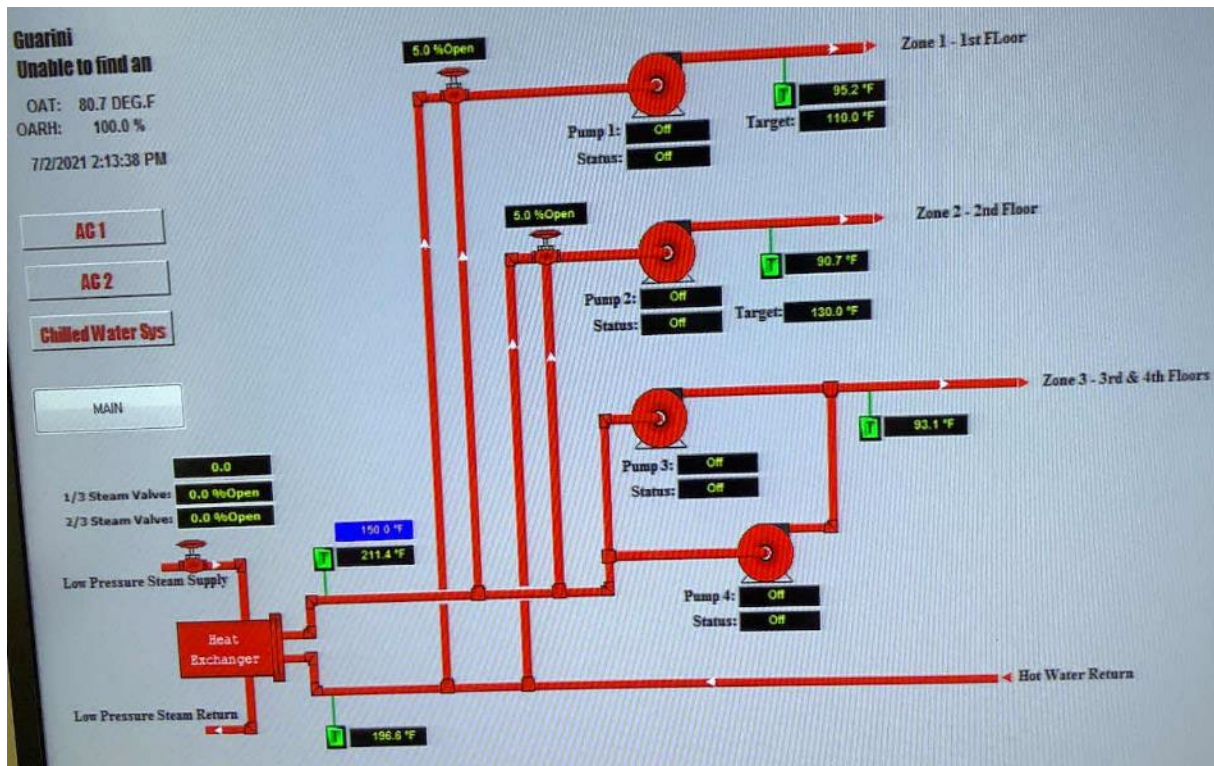 Guarini
Unable to find an
OAT: 80.7 DEG.F
OARH: 100.0 %
7/2/2021 2:13:38 PM
AC 1
AC 2
Chilled Water Sys
MAIN
5.0 %Open
Zone 1 - 1st FLoor
95.2 °F
Target: 110.0 °F
Pump 1: Off
Status: Off
5.0 %Open
Zone 2 - 2nd Floor
90.7 °F
Pump 2: Off
Status: Off
Target: 130.0 °F
Zone 3 - 3rd & 4th Floors
93.1 °F
Pump 3: Off
Status: Off
0.0
1/3 Steam Valve: 0.0 %Open
2/3 Steam Valve: 0.0 %Open
150.0 °F
211.4 °F
Low Pressure Steam Supply
Pump 4: Off
Status: Off
Heat
Exchanger
Hot Water Return
Low Pressure Steam Return
196.6 °F